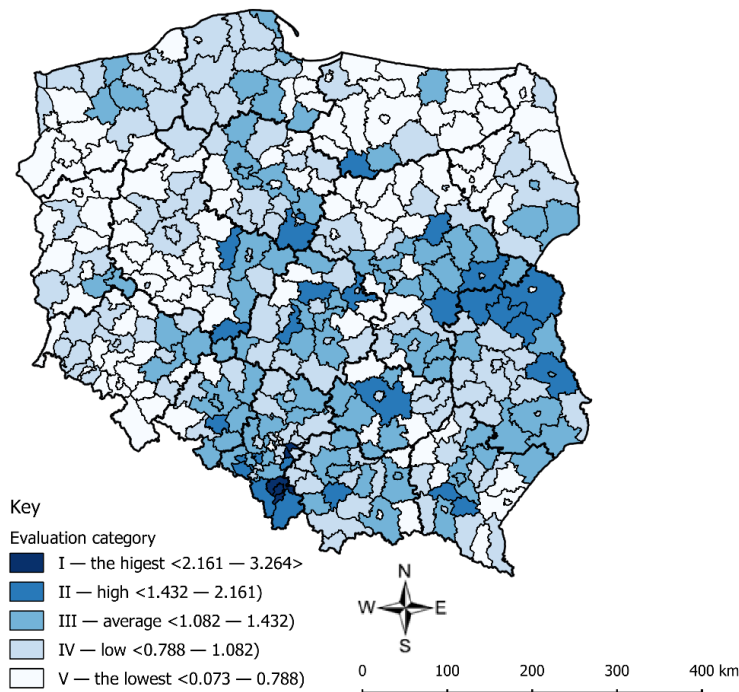 Key
Evaluation category
I — the higest <2.161 — 3.264>
II — high <1.432 — 2.161)
III — average <1.082 — 1.432)
IV — low <0.788 — 1.082)
V — the lowest <0.073 — 0.788)
N
W E
S
0 100 200 300 400 km